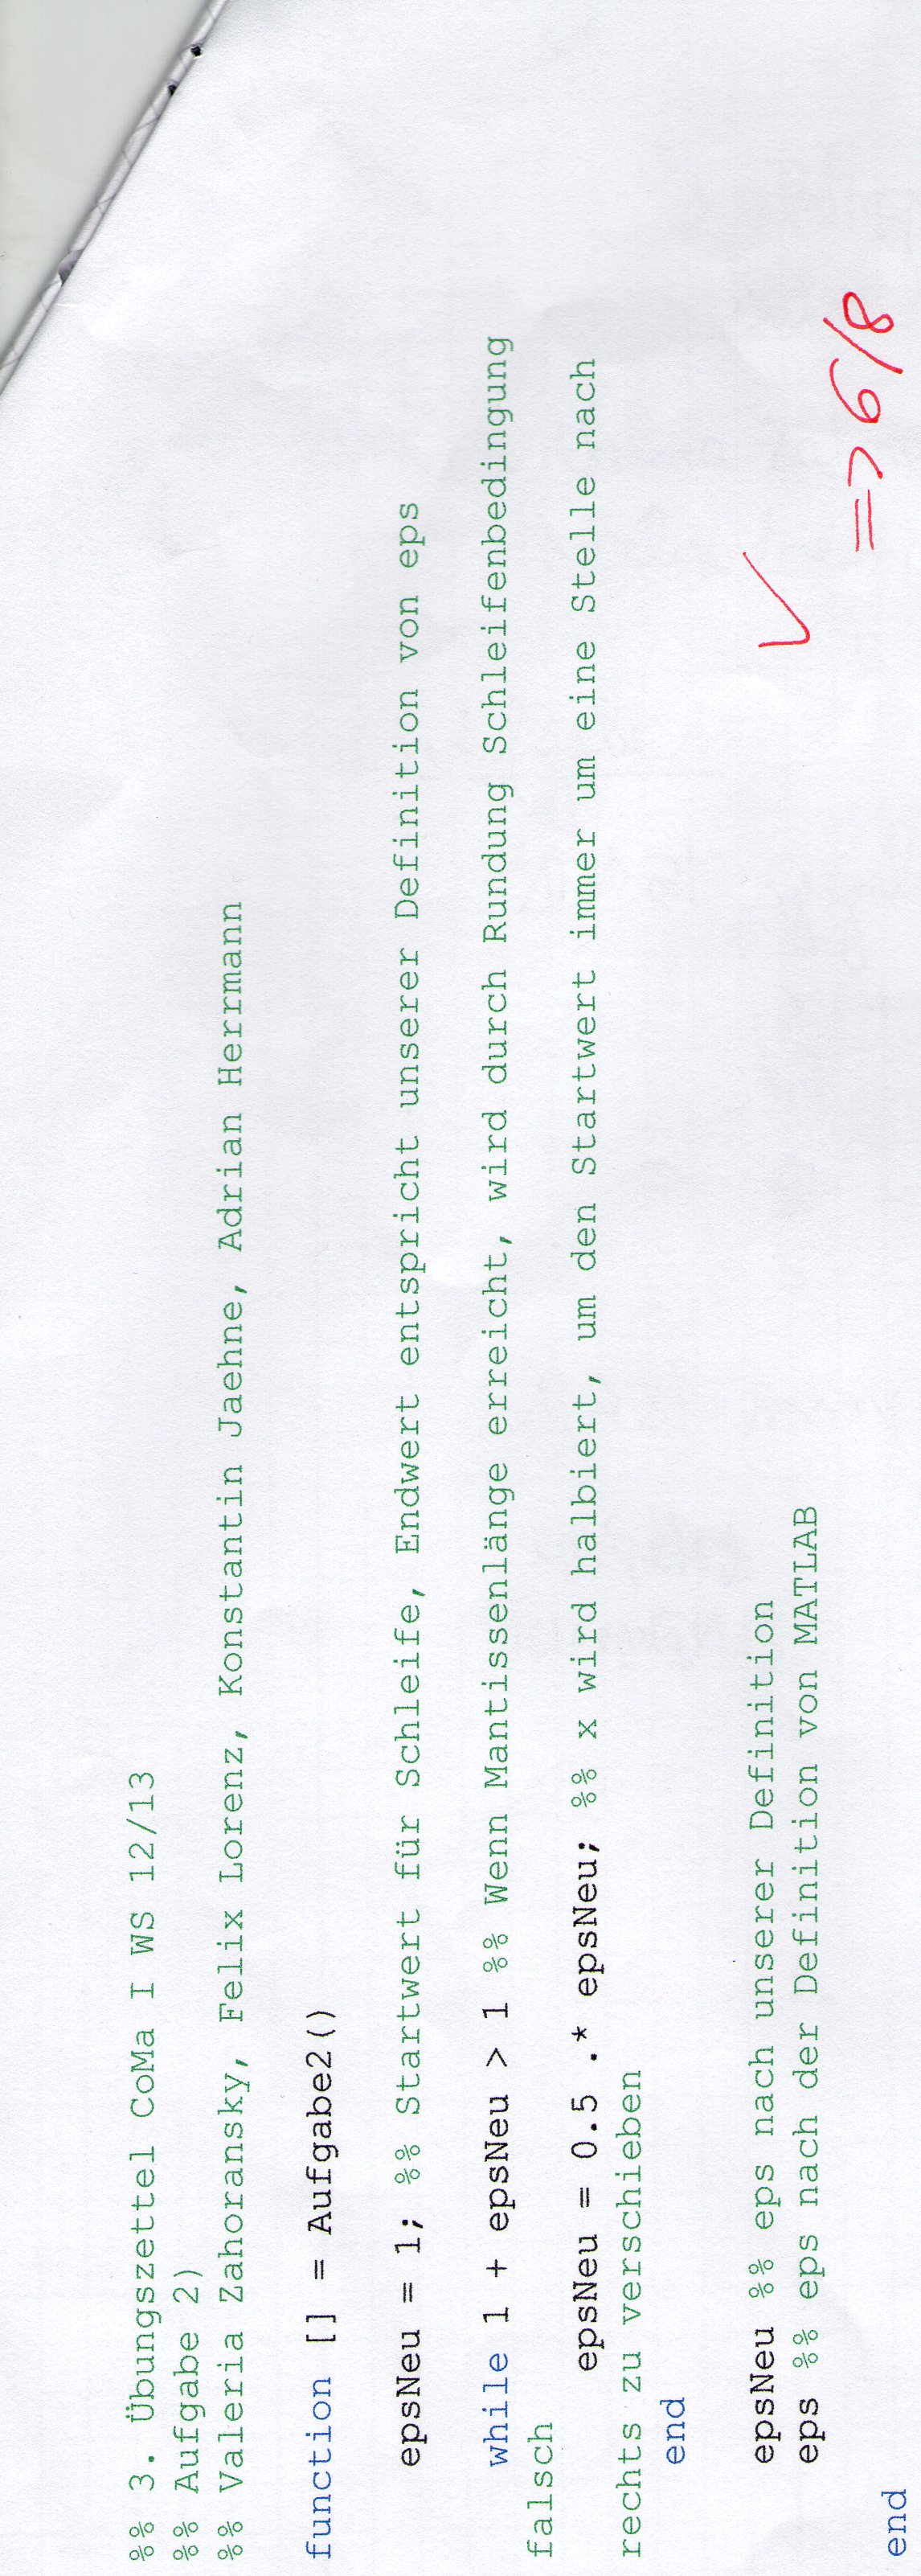 %% 3. Übungszettel CoMa I WS 12/13
%% Aufgabe 2)
%% Valeria Zahoransky, Felix Lorenz, Konstantin Jaehne, Adrian Herrmann
function [] = Aufgabe2()
epsNeu = 1; %% Startwert für Schleife, Endwert entspricht unserer Definition von eps
while 1 + epsNeu > 1 %% Wenn Mantissenlänge erreicht, wird durch Rundung Schleifenbedingung
falsch
epsNeu = 0.5 .* epsNeu; %% x wird halbiert, um den Startwert immer um eine Stelle nach
rechts zu verschieben
end
epsNeu %% eps nach unserer Definition
eps %% eps nach der Definition von MATLAB
✓
=> 6/8
end